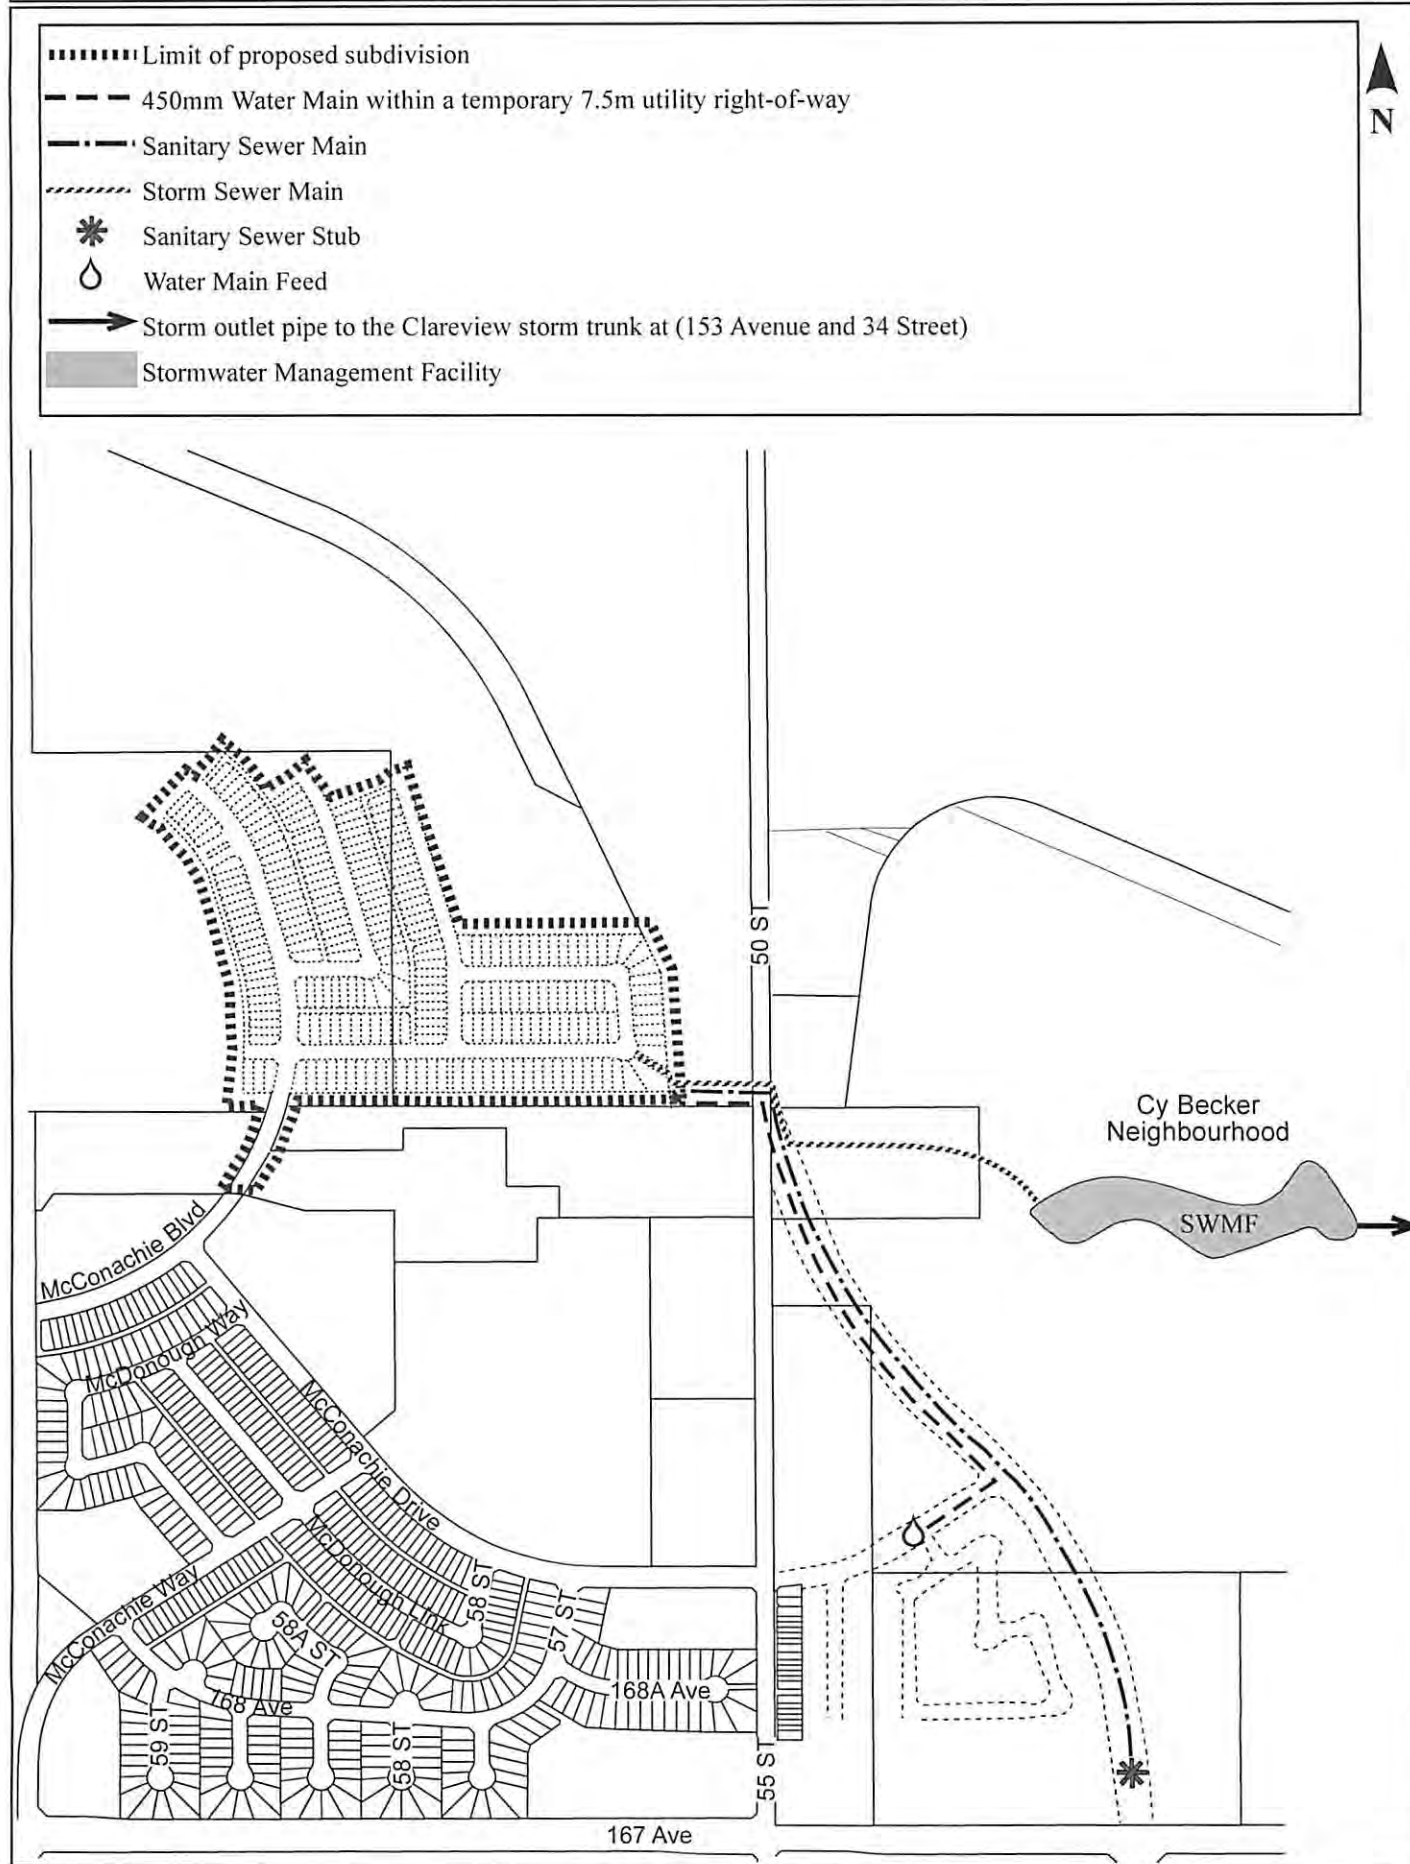 Limit of proposed subdivision
450mm Water Main within a temporary 7.5m utility right-of-way
Sanitary Sewer Main
Storm Sewer Main
Sanitary Sewer Stub
Water Main Feed
Storm outlet pipe to the Clareview storm trunk at (153 Avenue and 34 Street)
Stormwater Management Facility
N
50 ST
Cy Becker
Neighbourhood
SWMF
McConachie Blvd
McDonough Way
McConachie Drive
McDonough Link
58 ST
57 ST
McConachie Way
58A ST
168A Ave
168 Ave
59 ST
58 ST
55 ST
167 Ave